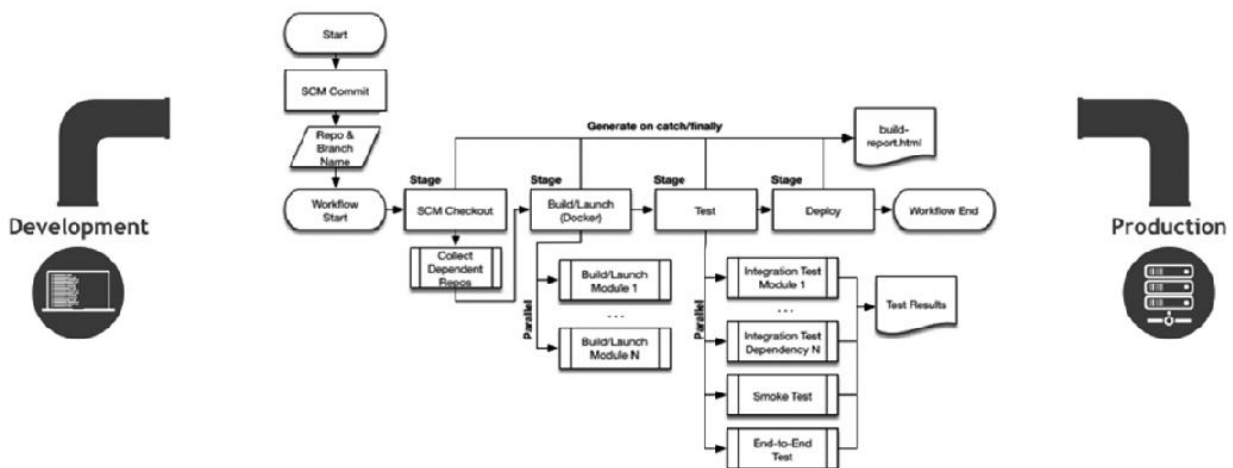 Start
SCM Commit
Repo &
Branch
Name
Generate on catch/finally
build-
report.html
Stage
Stage
Stage
Stage
Workflow
Start
SCM Checkout
Build/Launch
(Docker)
Test
Deploy
Workflow End
Development
Production
Collect
Dependent
Repos
Parallel
Build/Launch
Module 1
...
Build/Launch
Module N
Parallel
Integration Test
Module 1
...
Integration Test
Dependency N
Smoke Test
End-to-End
Test
Test Results